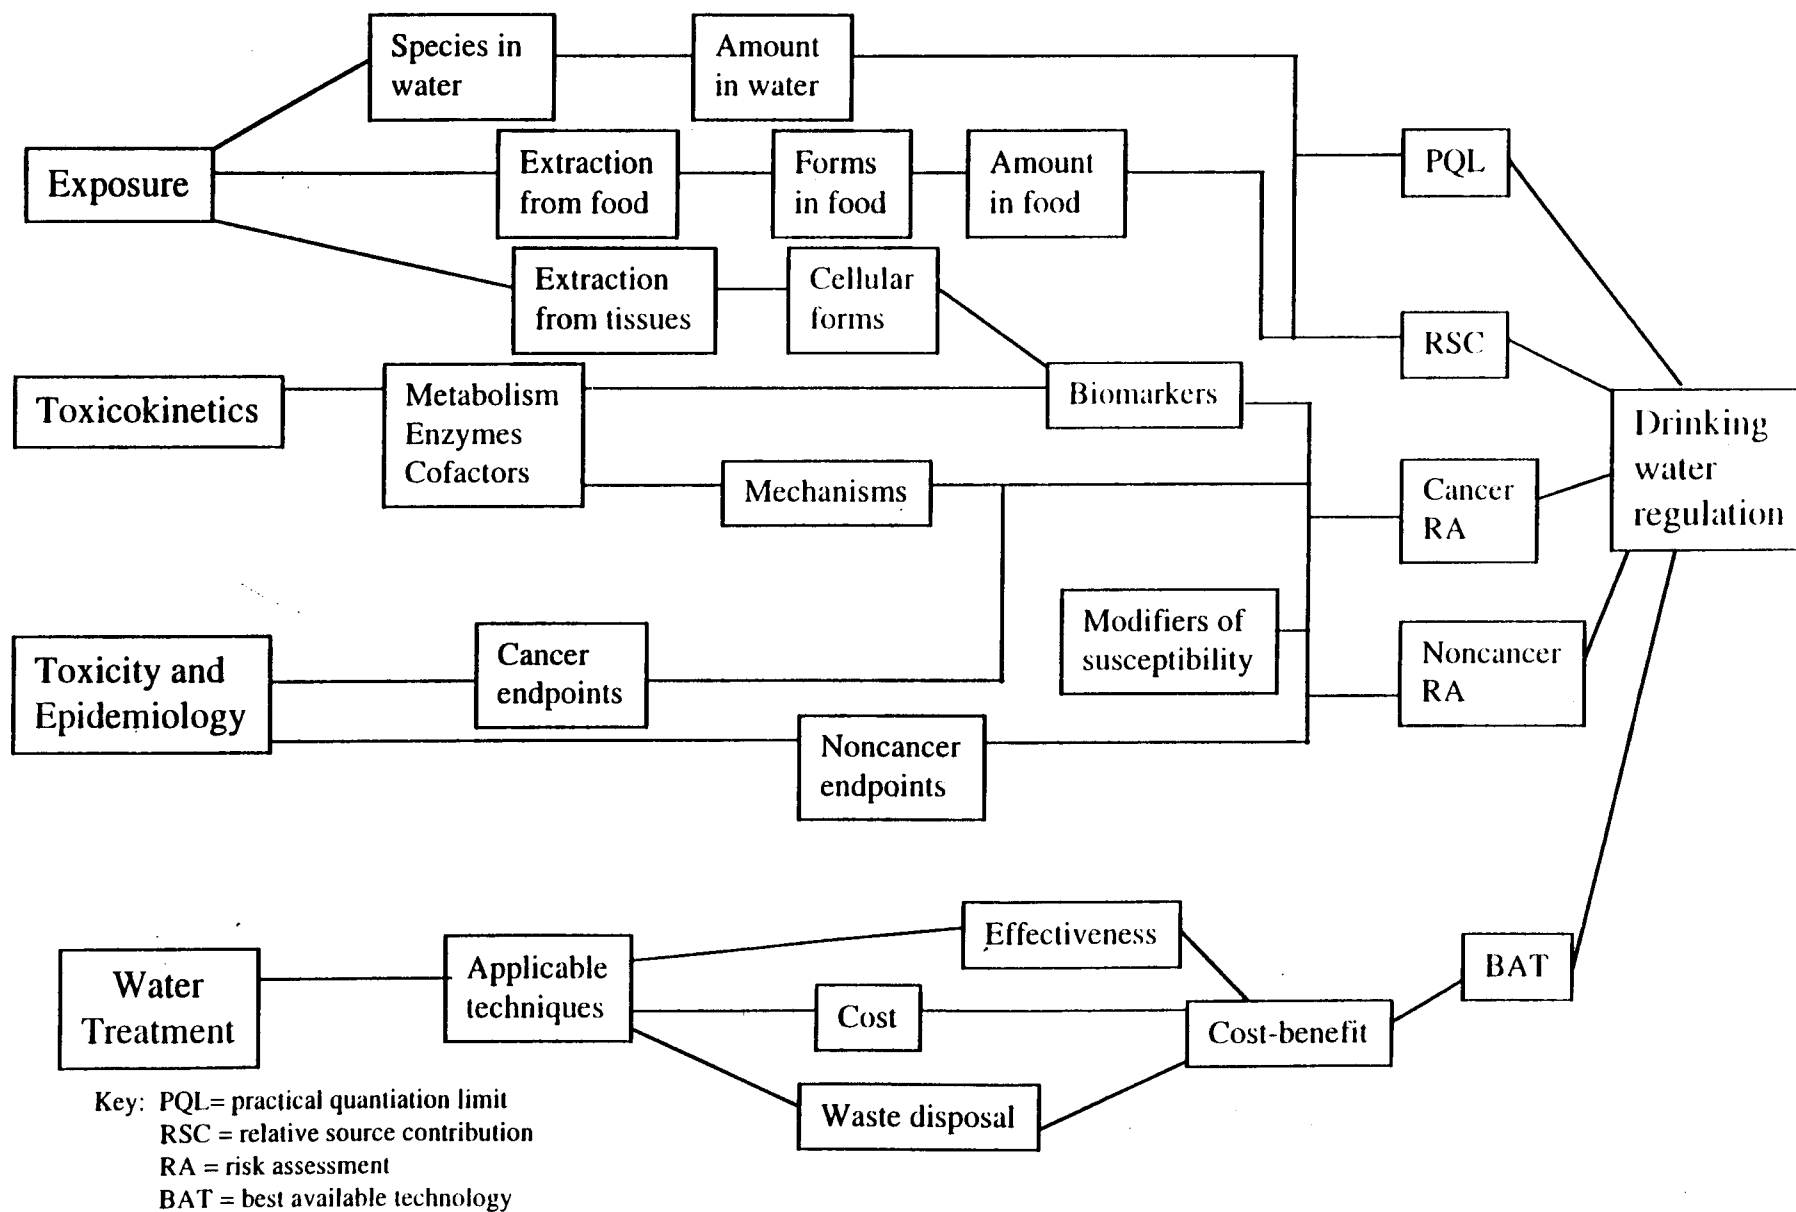 Species in
water
Amount
in water
Exposure
Extraction
from food
Forms
in food
Amount
in food
PQL
Extraction
from tissues
Cellular
forms
RSC
Toxicokinetics
Metabolism
Enzymes
Cofactors
Biomarkers
Mechanisms
Drinking
water
regulation
Cancer
RA
Toxicity and
Epidemiology
Cancer
endpoints
Modifiers of
susceptibility
Noncancer
RA
Noncancer
endpoints
Water
Treatment
Applicable
techniques
Effectiveness
Cost
Waste disposal
Cost-benefit
BAT
Key: PQL= practical quantiation limit
RSC = relative source contribution
RA = risk assessment
BAT = best available technology